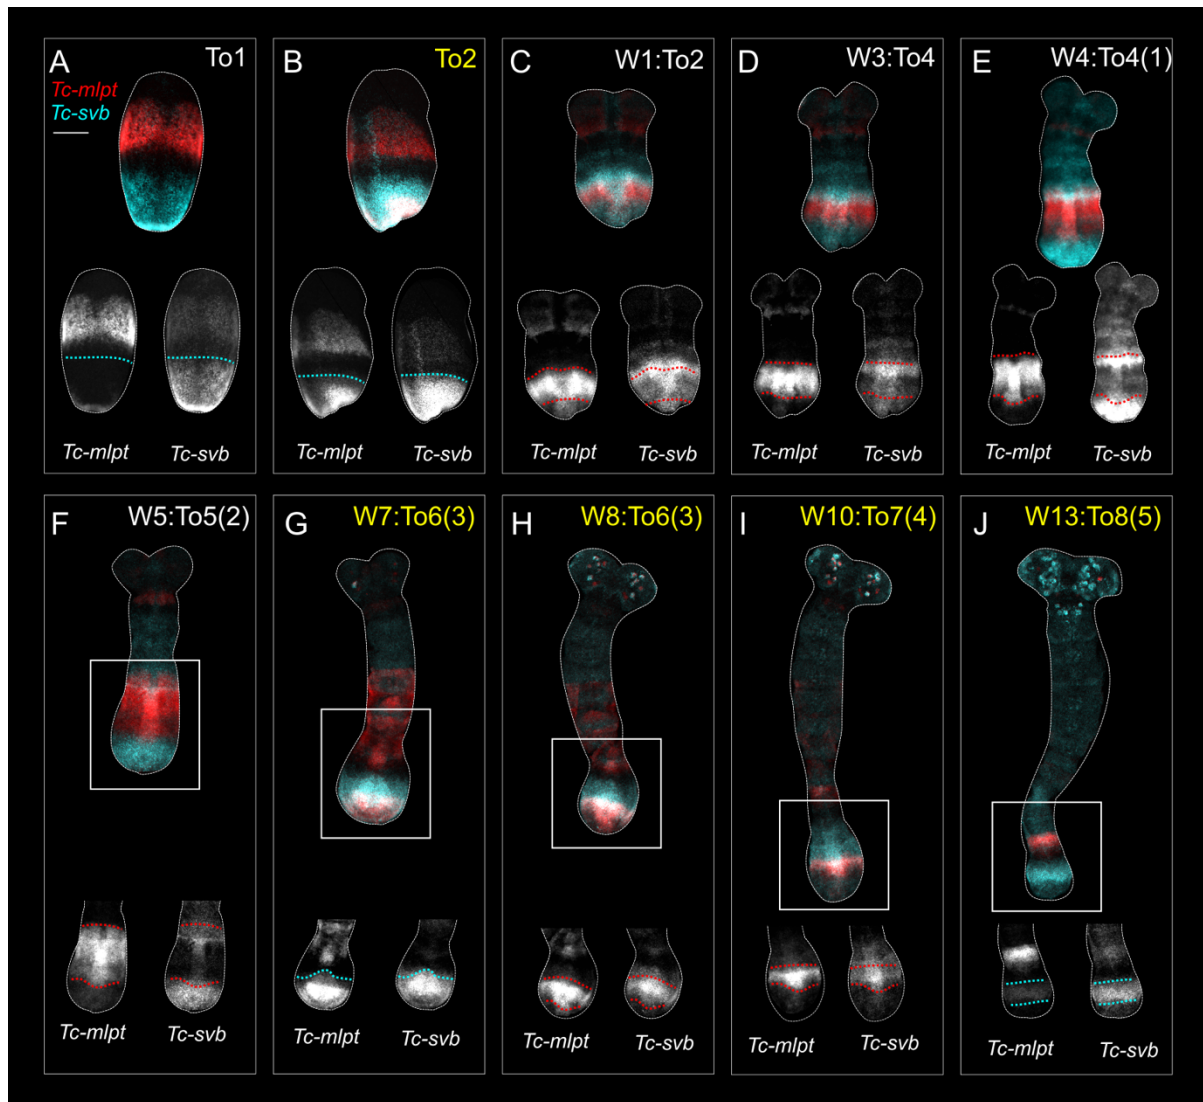 A To1
Tc-mlpt
Tc-svb
Tc-mlpt Tc-svb
B To2
Tc-mlpt Tc-svb
C W1:To2
Tc-mlpt Tc-svb
D W3:To4
Tc-mlpt Tc-svb
E W4:To4(1)
Tc-mlpt Tc-svb
F W5:To5(2)
Tc-mlpt Tc-svb
G W7:To6(3)
Tc-mlpt Tc-svb
H W8:To6(3)
Tc-mlpt Tc-svb
I W10:To7(4)
Tc-mlpt Tc-svb
J W13:To8(5)
Tc-mlpt Tc-svb